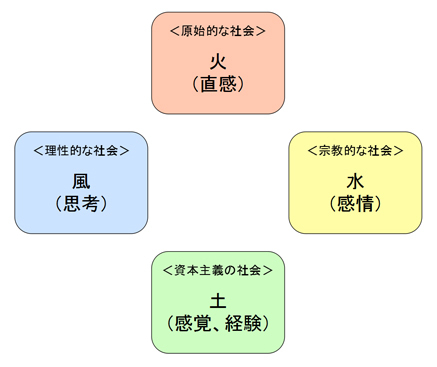 ＜原始的な社会＞
火
（直感）
＜理性的な社会＞
風
（思考）
＜宗教的な社会＞
水
（感情）
＜資本主義の社会＞
土
（感覚、経験）